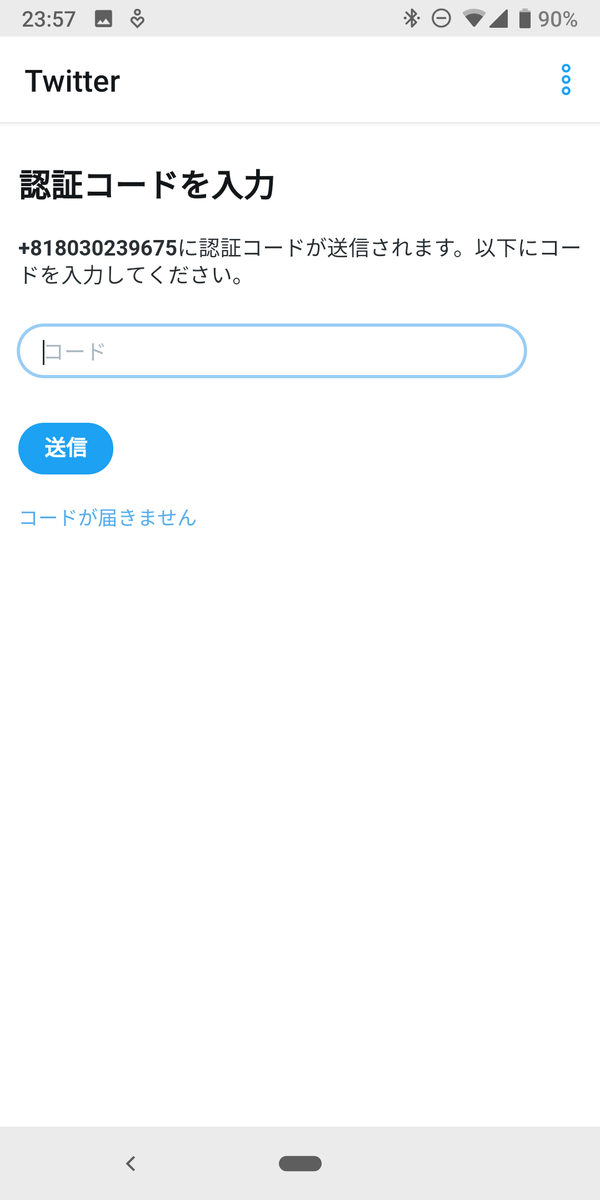 23:57 90%
Twitter
認証コードを入力
+818030239675に認証コードが送信されます。以下にコー
ドを入力してください。
コード
送信
コードが届きません